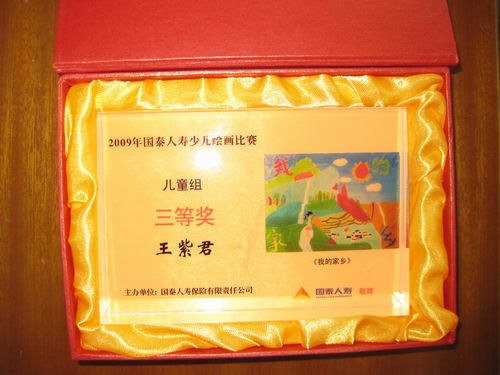 2009年国泰人寿少儿绘画比赛
儿童组
三等奖
王紫君
我的
家
《我的家乡》
主办单位: 国泰人寿保险有限责任公司
国泰人寿 敬赠